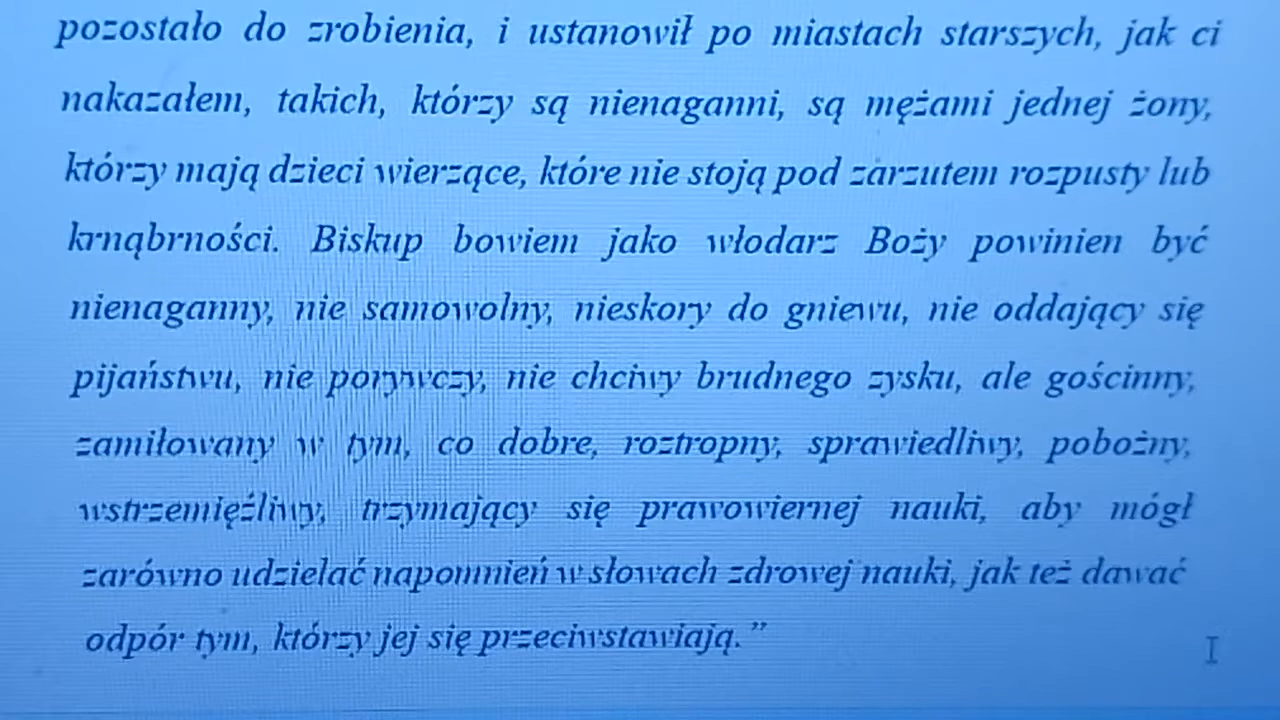 pozostało do zrobienia, i ustanowił po miastach starszych, jak ci
nakazałem, takich, którzy są nienaganni, są mężami jednej żony,
którzy mają dzieci wierzące, które nie stoją pod zarzutem rozpusty lub
krnąbrności. Biskup bowiem jako włodarz Boży powinien być
nienaganny, nie samowolny, nieskory do gniewu, nie oddający się
pijaństwu, nie porywczy, nie chciwy brudnego zysku, ale gościnny,
zamiłowany w tym, co dobre, roztropny, sprawiedliwy, pobożny,
wstrzemięźliwy, trzymający się prawowiernej nauki, aby mógł
zarówno udzielać napomnień w słowach zdrowej nauki, jak też dawać
odpór tym, którzy jej się przeciwstawiają.”